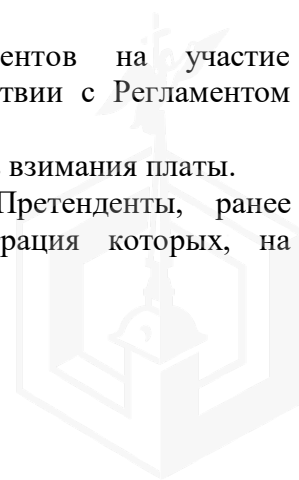 ентов на участие
твии с Регламентом
взимания платы.
Претенденты, ранее
рация которых, на